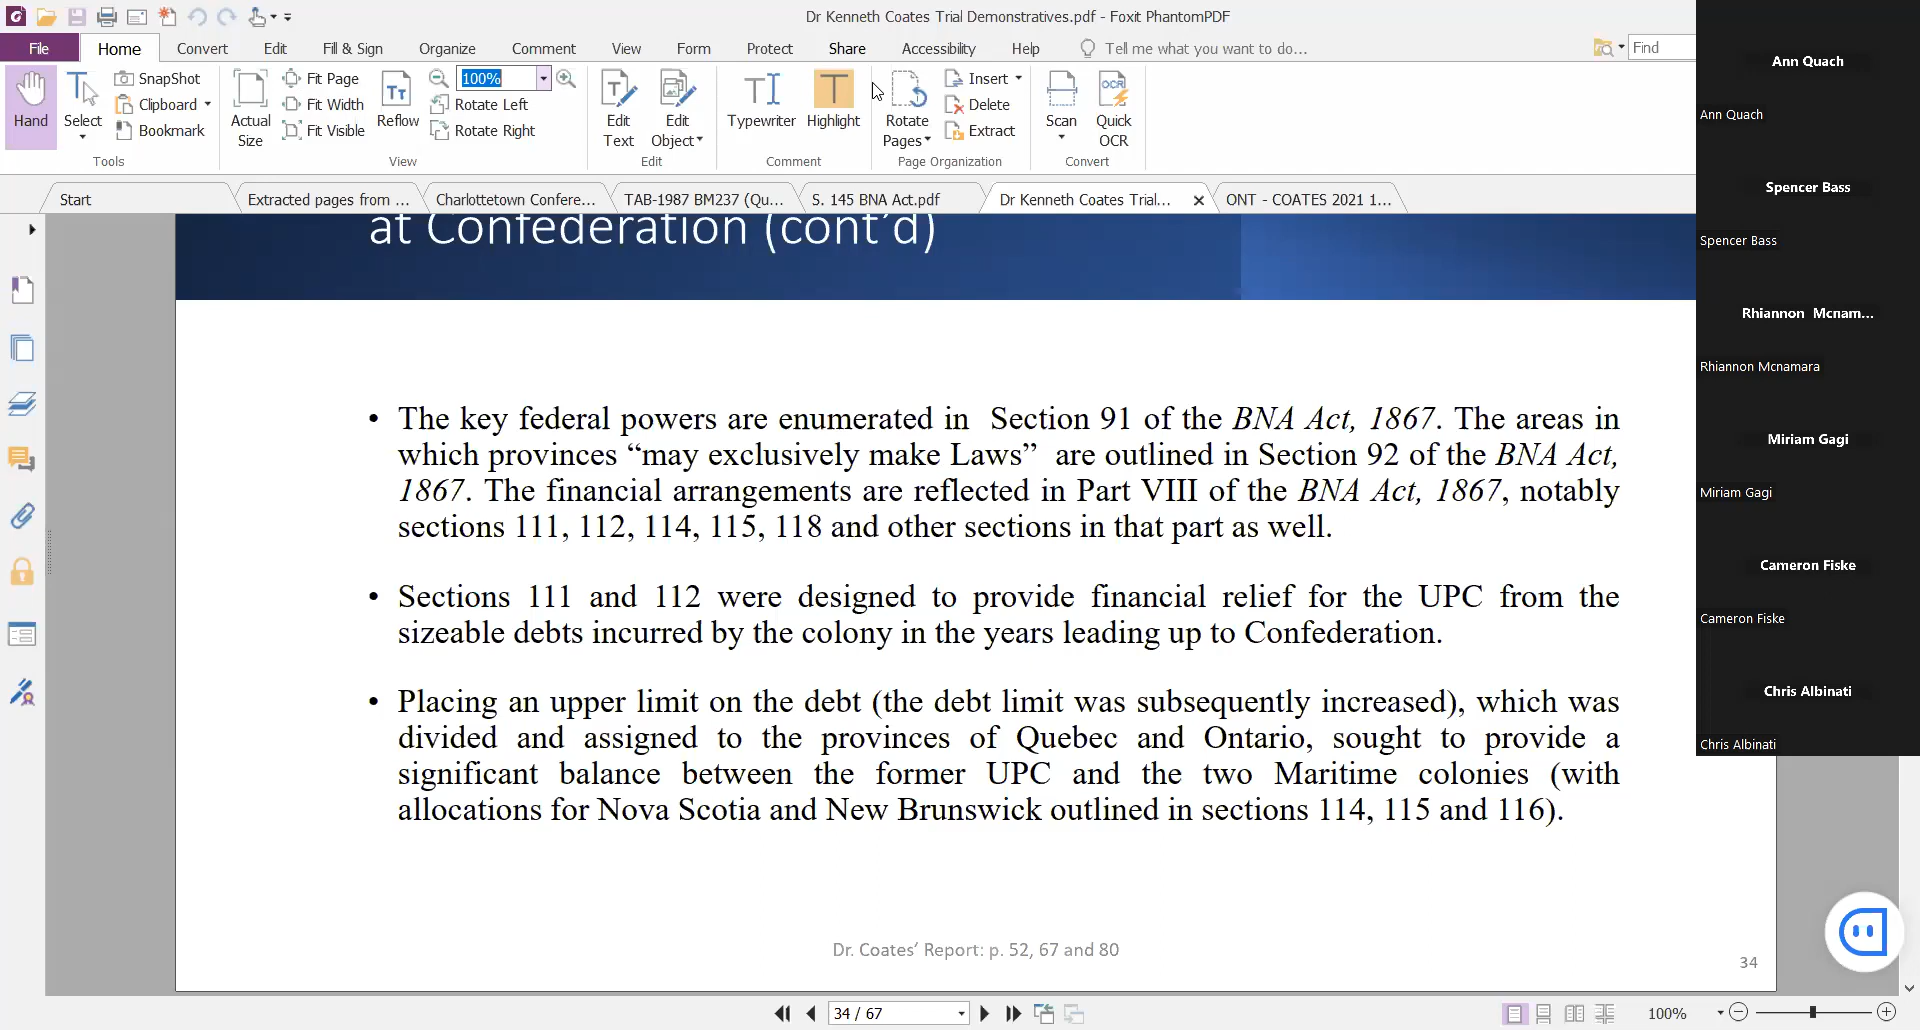 Dr Kenneth Coates Trial Demonstratives.pdf - Foxit PhantomPDF
File Home Convert Edit Fill & Sign Organize Comment View Form Protect Share Accessibility Help Tell me what you want to do... Find
Hand
Select
SnapShot
Clipboard
Bookmark
Tools
Actual
Size
Fit Page
Fit Width
Fit Visible
Reflow
100%
Rotate Left
Rotate Right
View
Edit
Text
Edit
Object
Edit
Typewriter
Highlight
Comment
Rotate
Pages
Insert
Delete
Extract
Page Organization
Scan
Quick
OCR
Convert
Start
Extracted pages from ...
Charlottetown Confere...
TAB-1987 BM237 (Qu...
S. 145 BNA Act.pdf
Dr Kenneth Coates Trial...
ONT - COATES 2021 1...
at Confederation (cont'd)
• The key federal powers are enumerated in Section 91 of the BNA Act, 1867. The areas in
which provinces “may exclusively make Laws” are outlined in Section 92 of the BNA Act,
1867. The financial arrangements are reflected in Part VIII of the BNA Act, 1867, notably
sections 111, 112, 114, 115, 118 and other sections in that part as well.
• Sections 111 and 112 were designed to provide financial relief for the UPC from the
sizeable debts incurred by the colony in the years leading up to Confederation.
• Placing an upper limit on the debt (the debt limit was subsequently increased), which was
divided and assigned to the provinces of Quebec and Ontario, sought to provide a
significant balance between the former UPC and the two Maritime colonies (with
allocations for Nova Scotia and New Brunswick outlined in sections 114, 115 and 116).
Dr. Coates’ Report: p. 52, 67 and 80
34
34 / 67
100%
Ann Quach
Ann Quach
Spencer Bass
Spencer Bass
Rhiannon Mcnam...
Rhiannon Mcnamara
Miriam Gagi
Miriam Gagi
Cameron Fiske
Cameron Fiske
Chris Albinati
Chris Albinati